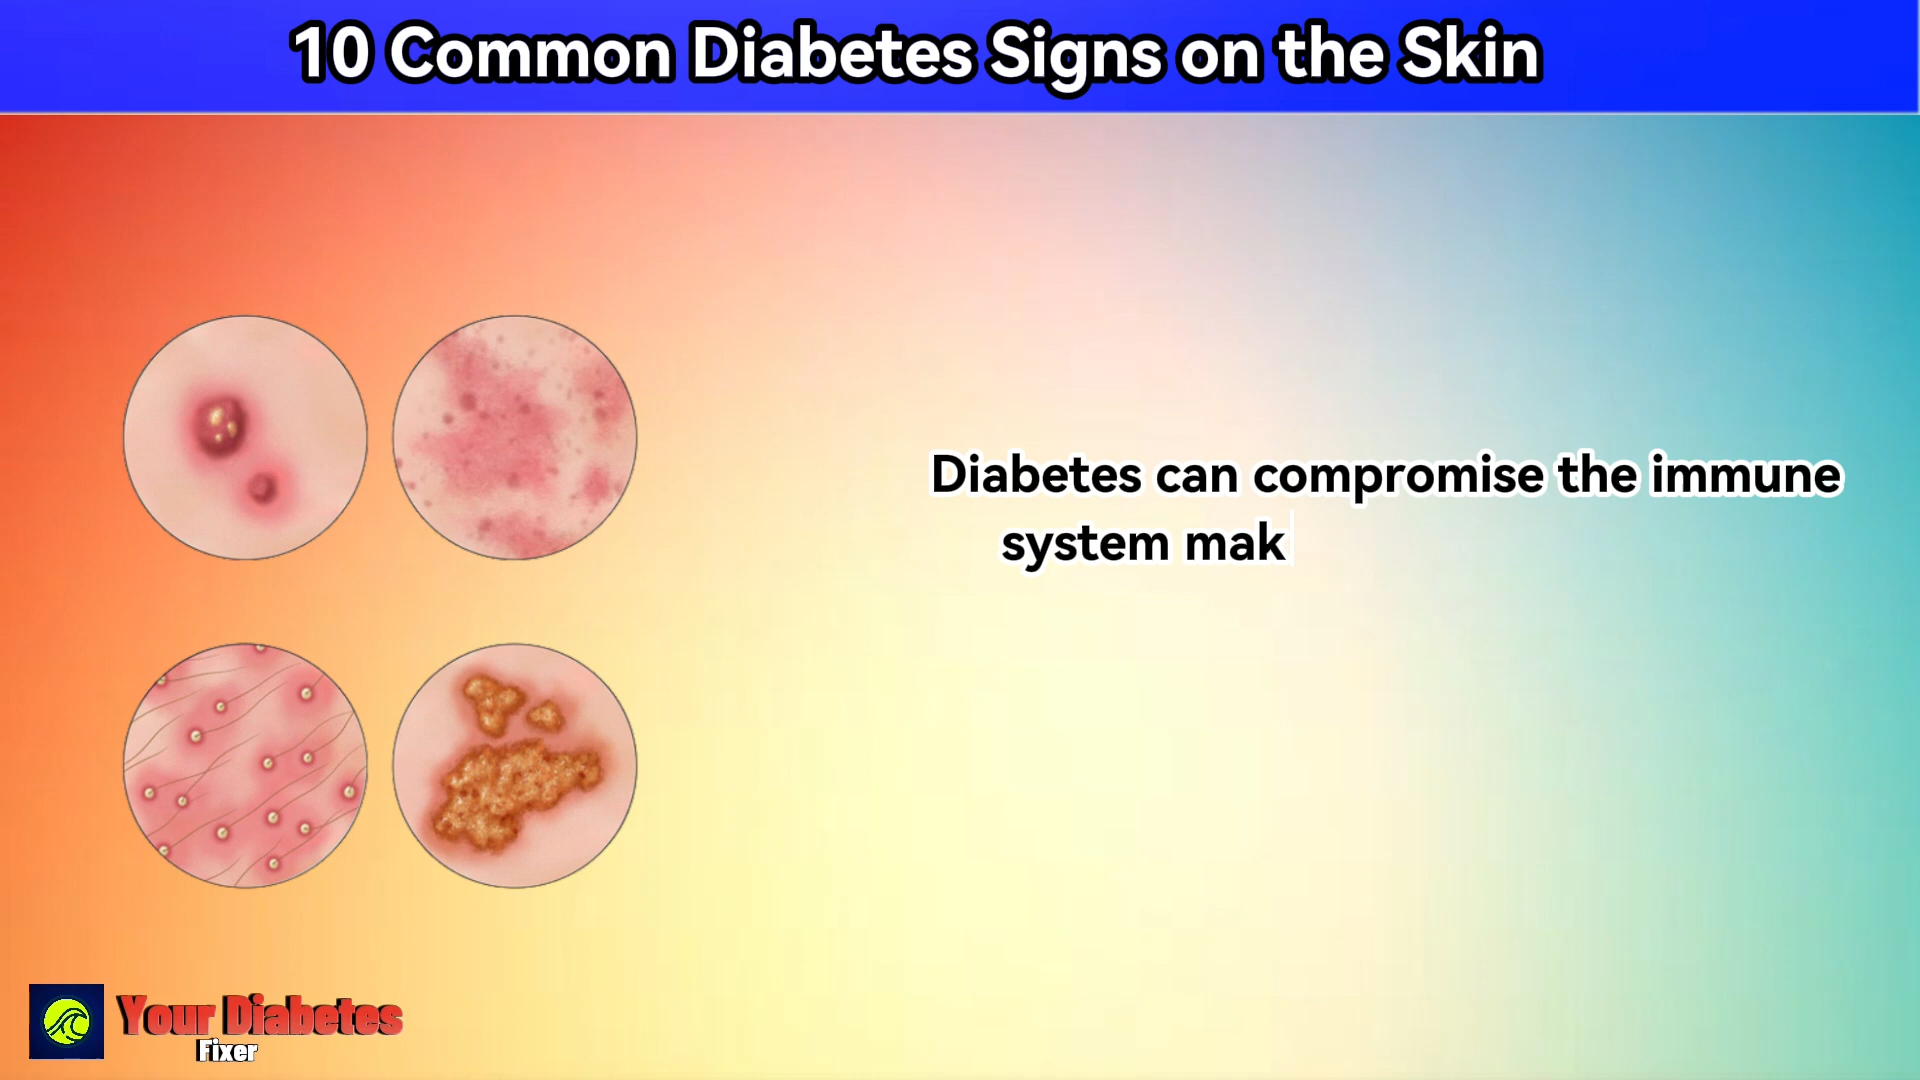 10 Common Diabetes Signs on the Skin
Diabetes can compromise the immune
system mak
Your Diabetes
Fixer